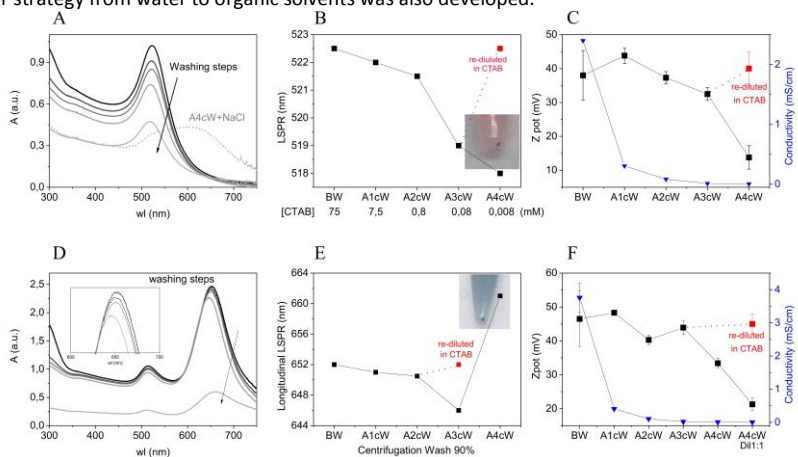 r strategy from water to organic solvents was also developed.
A
B
C
Washing steps
A4cW+NaCl
A (a.u.)
0,9
0,6
0,3
0,0
300 400 500 600 700
wl (nm)
LSPR (nm)
523
522
521
520
519
518
re-diluted
in CTAB
BW A1cW A2cW A3cW A4cW
[CTAB] 75 7,5 0,8 0,08 0,008 (mM)
Z pot (mV)
50
40
30
20
10
re-diluted
in CTAB
Conductivity (mS/cm)
2
1
0
BW A1cW A2cW A3cW A4cW
D
E
F
washing steps
A (a.u.)
2,5
2,0
1,5
1,0
0,5
0,0
600 650 700
wl(nm)
300 400 500 600 700
wl (nm)
Longitudinal LSPR (nm)
664
660
656
652
648
644
re-diluted
in CTAB
BW A1cW A2cW A3cW A4cW
Centrifugation Wash 90%
Zpot (mV)
50
40
30
20
re-diluted
in CTAB
Conductivity (mS/cm)
4
3
2
1
0
BW A1cW A2cW A3cW A4cW A4cW
Dil1:1